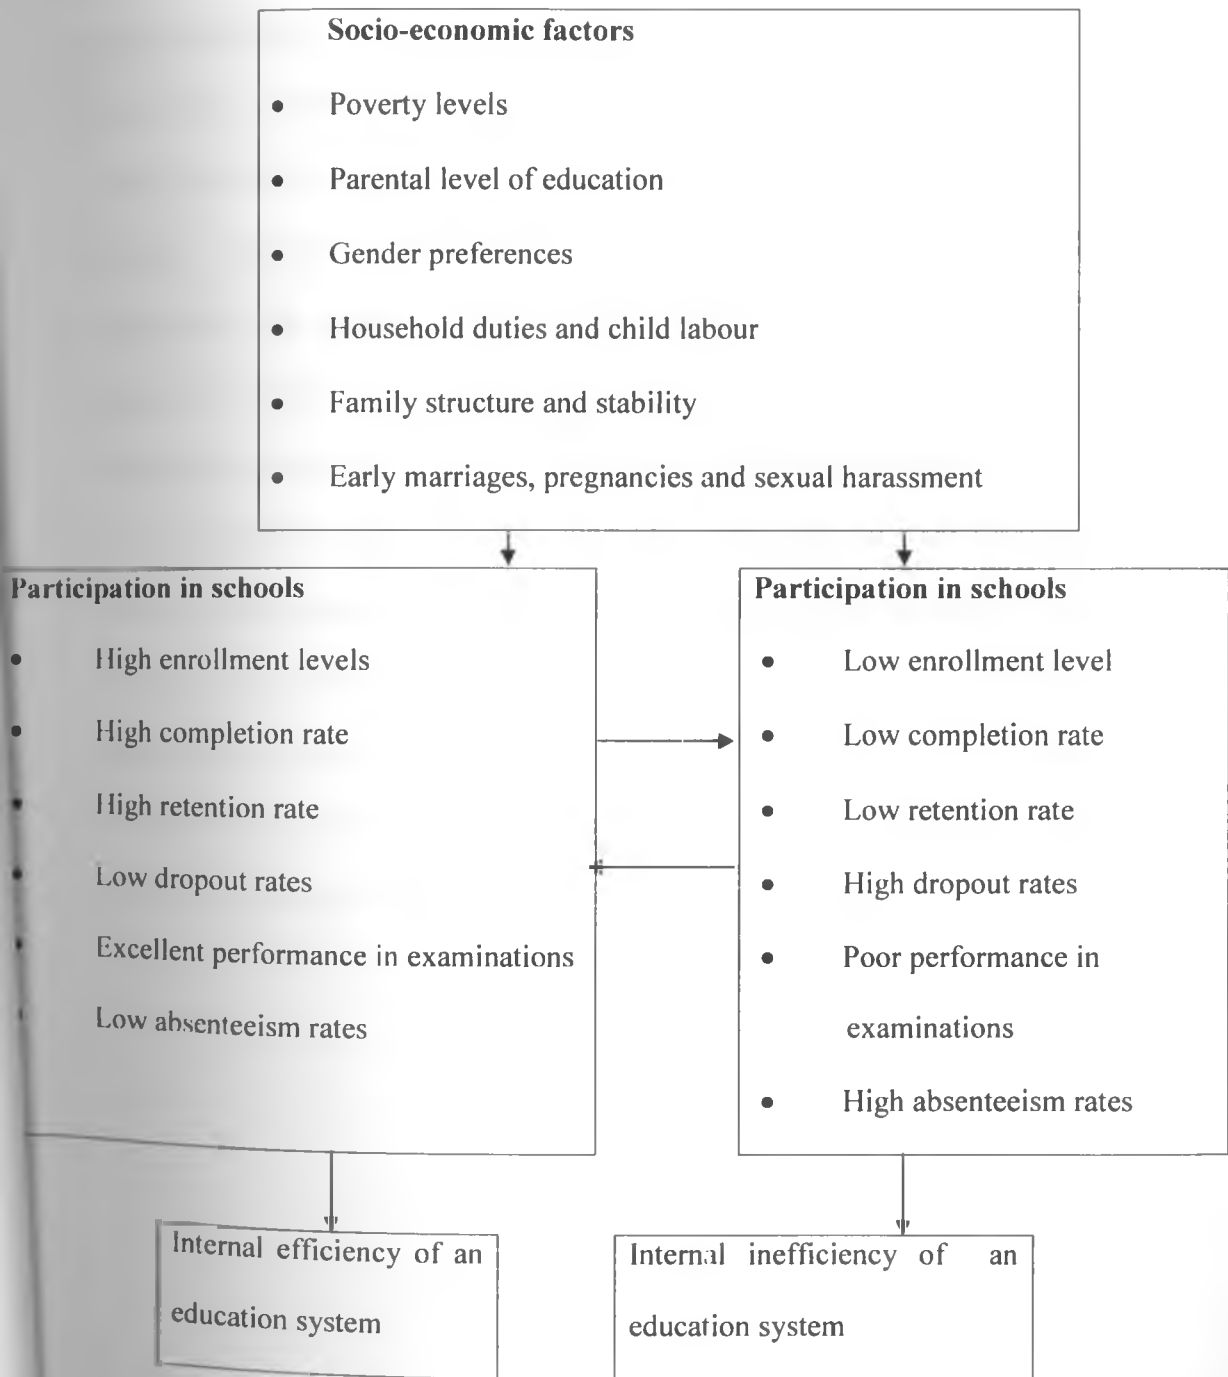 Socio-economic factors
• Poverty levels
• Parental level of education
• Gender preferences
• Household duties and child labour
• Family structure and stability
• Early marriages, pregnancies and sexual harassment
Participation in schools
• High enrollment levels
• High completion rate
• High retention rate
• Low dropout rates
• Excellent performance in examinations
• Low absenteeism rates
Participation in schools
• Low enrollment level
• Low completion rate
• Low retention rate
• High dropout rates
• Poor performance in
examinations
• High absenteeism rates
Internal efficiency of an
education system
Internal inefficiency of an
education system